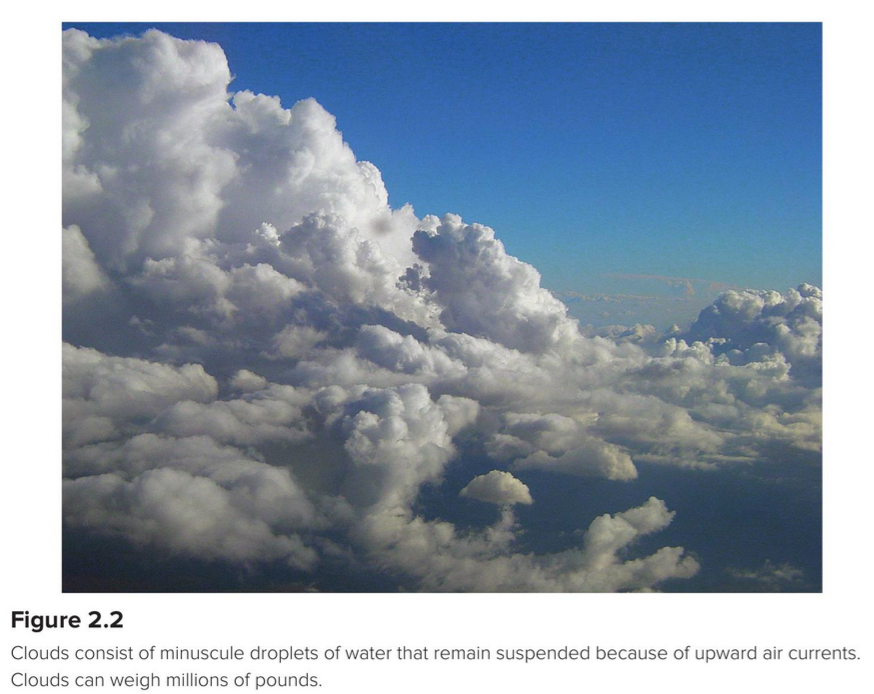 Figure 2.2
Clouds consist of minuscule droplets of water that remain suspended because of upward air currents.
Clouds can weigh millions of pounds.